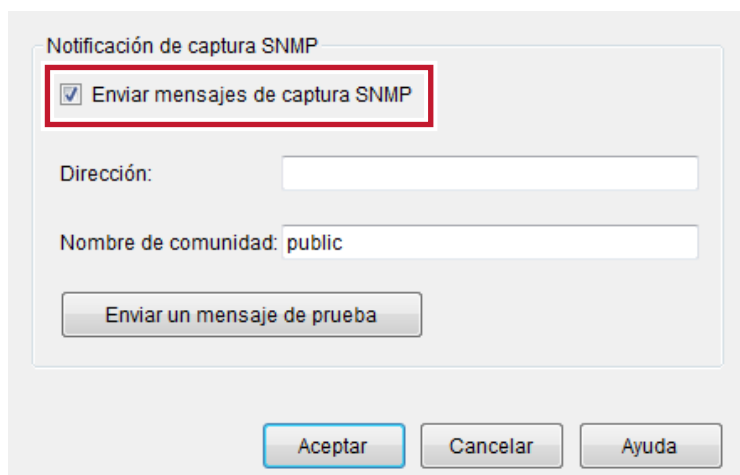 Notificación de captura SNMP
Enviar mensajes de captura SNMP
Dirección:
Nombre de comunidad: public
Enviar un mensaje de prueba
Aceptar Cancelar Ayuda